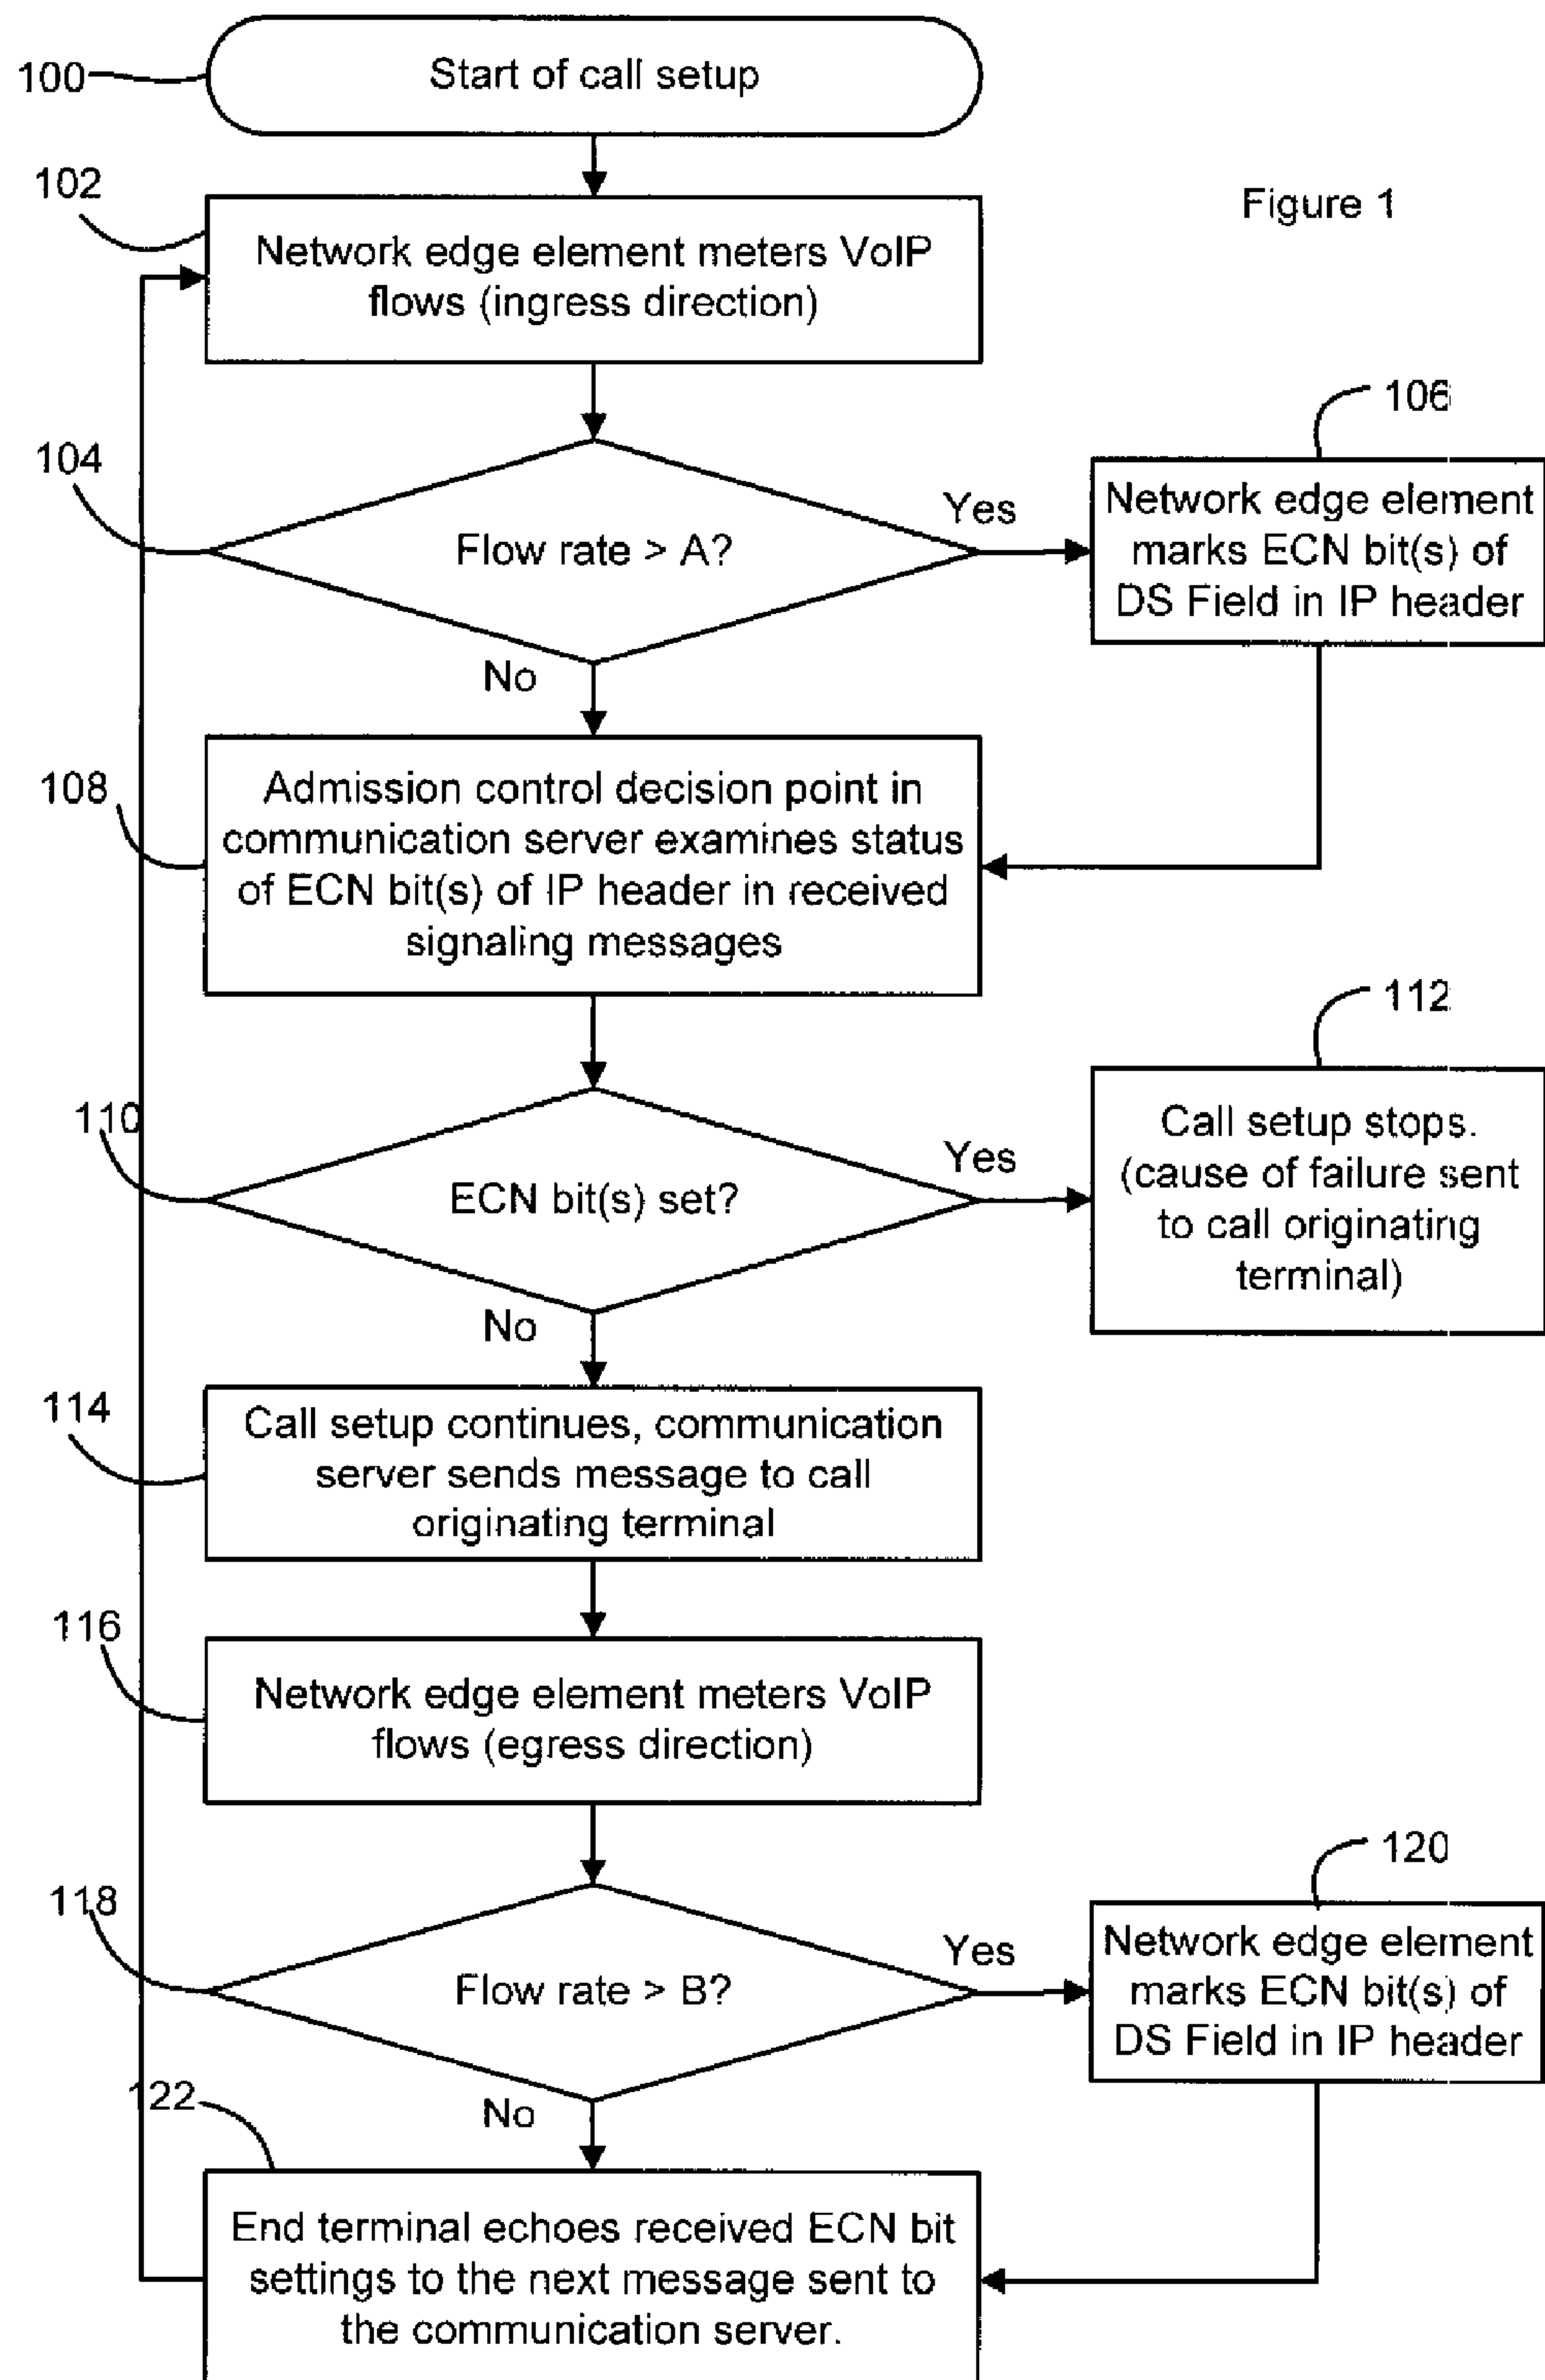 100
Start of call setup
102
Figure 1
Network edge element meters VoIP
flows (ingress direction)
104
Flow rate > A?
Yes
No
106
Network edge element
marks ECN bit(s) of
DS Field in IP header
108
Admission control decision point in
communication server examines status
of ECN bit(s) of IP header in received
signaling messages
110
ECN bit(s) set?
Yes
No
112
Call setup stops.
(cause of failure sent
to call originating
terminal)
114
Call setup continues, communication
server sends message to call
originating terminal
116
Network edge element meters VoIP
flows (egress direction)
118
Flow rate > B?
Yes
No
120
Network edge element
marks ECN bit(s) of
DS Field in IP header
122
End terminal echoes received ECN bit
settings to the next message sent to
the communication server.